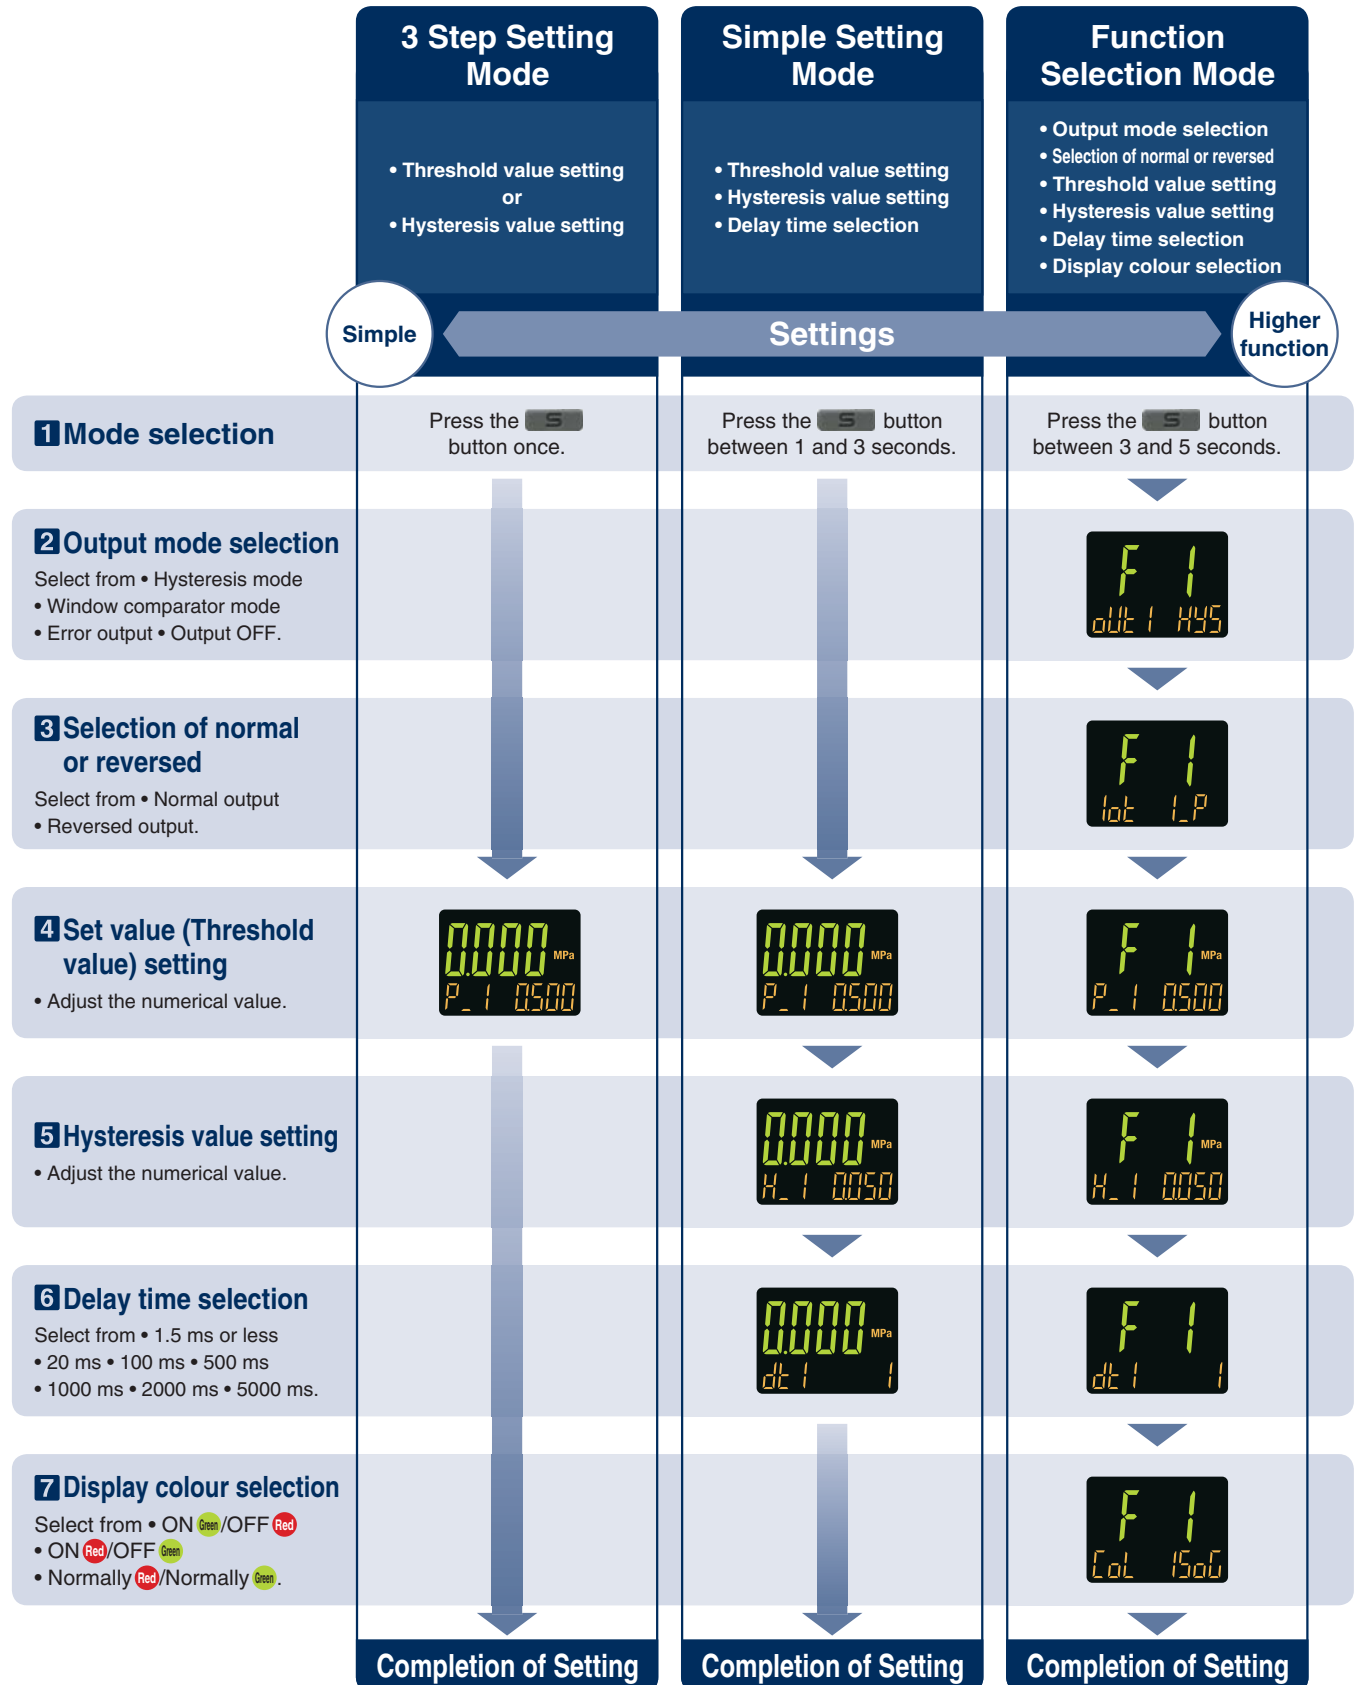 3 Step Setting
Mode
• Threshold value setting
or
• Hysteresis value setting
Simple Setting
Mode
• Threshold value setting
• Hysteresis value setting
• Delay time selection
Function
Selection Mode
• Output mode selection
• Selection of normal or reversed
• Threshold value setting
• Hysteresis value setting
• Delay time selection
• Display colour selection
Simple
Settings
Higher
function
1 Mode selection
Press the S
button once.
Press the S button
between 1 and 3 seconds.
Press the S button
between 3 and 5 seconds.
2 Output mode selection
Select from • Hysteresis mode
• Window comparator mode
• Error output • Output OFF.
F 1
oUt1 HYS
3 Selection of normal
or reversed
Select from • Normal output
• Reversed output.
F 1
1ot 1_P
4 Set value (Threshold
value) setting
• Adjust the numerical value.
0.000 MPa
P_1 0.500
0.000 MPa
P_1 0.500
F 1 MPa
P_1 0.500
5 Hysteresis value setting
• Adjust the numerical value.
0.000 MPa
H_1 0.050
F 1 MPa
H_1 0.050
6 Delay time selection
Select from • 1.5 ms or less
• 20 ms • 100 ms • 500 ms
• 1000 ms • 2000 ms • 5000 ms.
0.000 MPa
dt1 1
F 1
dt1 1
7 Display colour selection
Select from • ON Green/OFF Red
• ON Red/OFF Green
• Normally Red/Normally Green.
F 1
CoL 1SoG
Completion of Setting
Completion of Setting
Completion of Setting